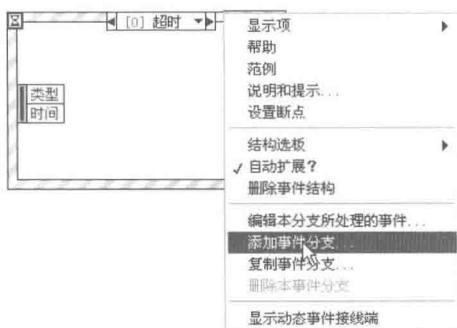 [0] 超时
类型
时间
显示项
帮助
范例
说明和提示...
设置断点
结构选板
✓ 自动扩展?
删除事件结构
编辑本分支所处理的事件...
添加事件分支...
复制事件分支...
删除本事件分支
显示动态事件接线端